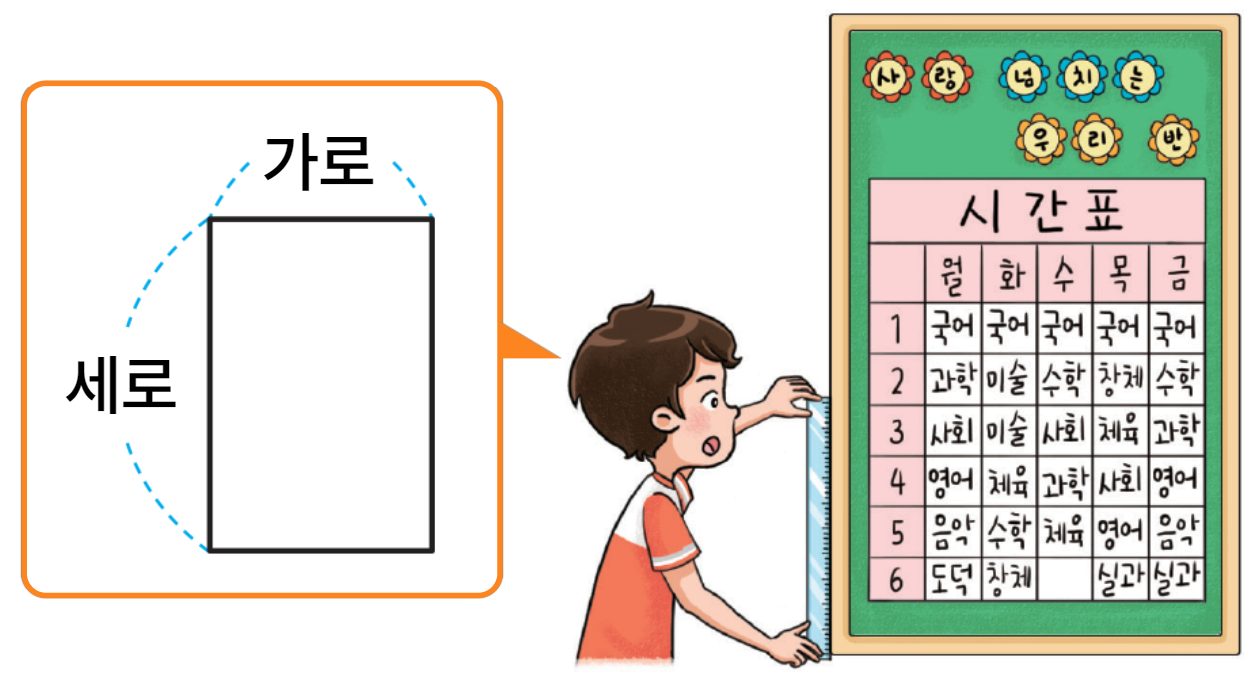 가로
세로
사랑 넘치는
우리 반
시간표
월 화 수 목 금
1 국어 국어 국어 국어 국어
2 과학 미술 수학 창체 수학
3 사회 미술 사회 체육 과학
4 영어 체육 과학 사회 영어
5 음악 수학 체육 영어 음악
6 도덕 창체 실과 실과